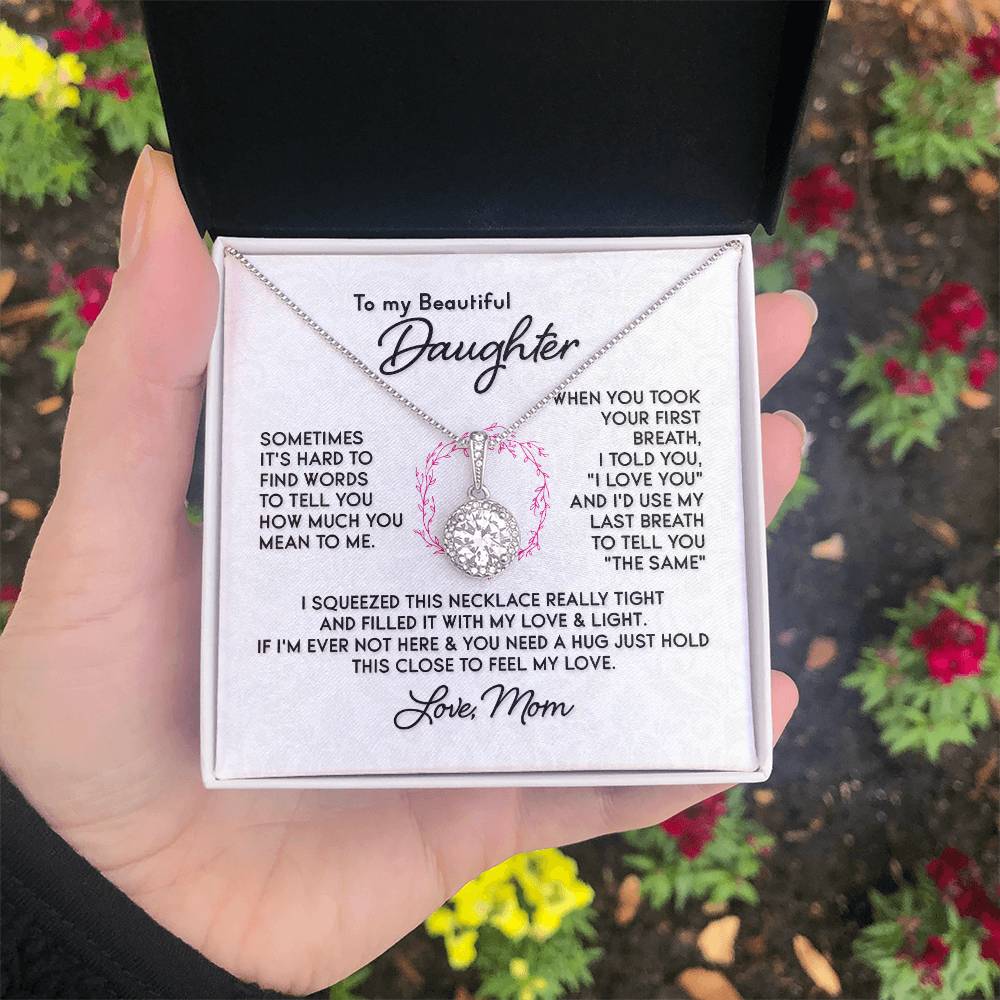 To my Beautiful
Daughter
SOMETIMES
IT'S HARD TO
FIND WORDS
TO TELL YOU
HOW MUCH YOU
MEAN TO ME.
WHEN YOU TOOK
YOUR FIRST
BREATH,
I TOLD YOU,
"I LOVE YOU"
AND I'D USE MY
LAST BREATH
TO TELL YOU
"THE SAME"
I SQUEEZED THIS NECKLACE REALLY TIGHT
AND FILLED IT WITH MY LOVE & LIGHT.
IF I'M EVER NOT HERE & YOU NEED A HUG JUST HOLD
THIS CLOSE TO FEEL MY LOVE.
Love, Mom